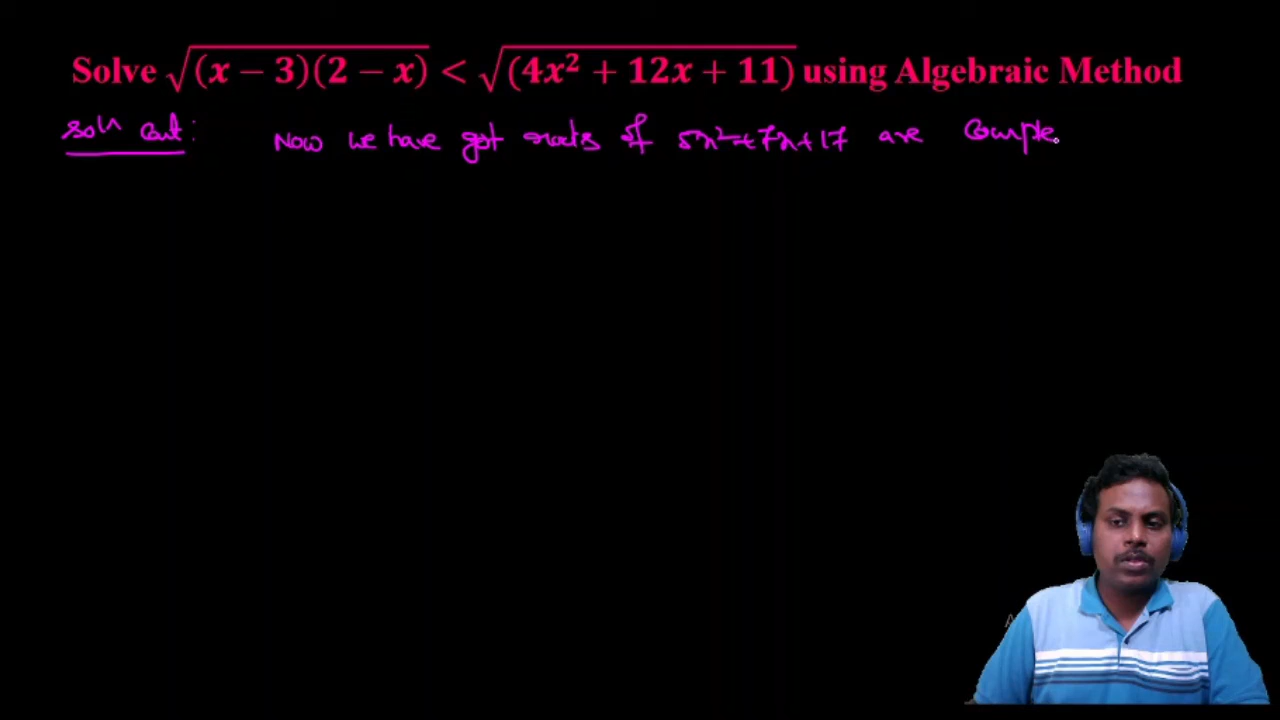 Solve √(x − 3)(2 − x) < √(4x² + 12x + 11) using Algebraic Method
Soln Cont: Now we have got roots of 5x²+7x+17 are Comple